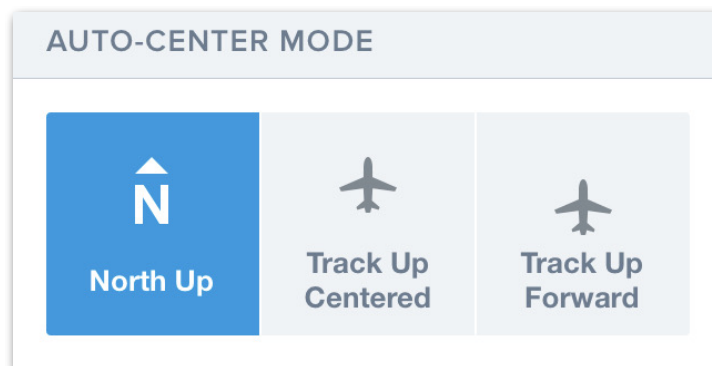 AUTO-CENTER MODE
N
North Up
Track Up
Centered
Track Up
Forward